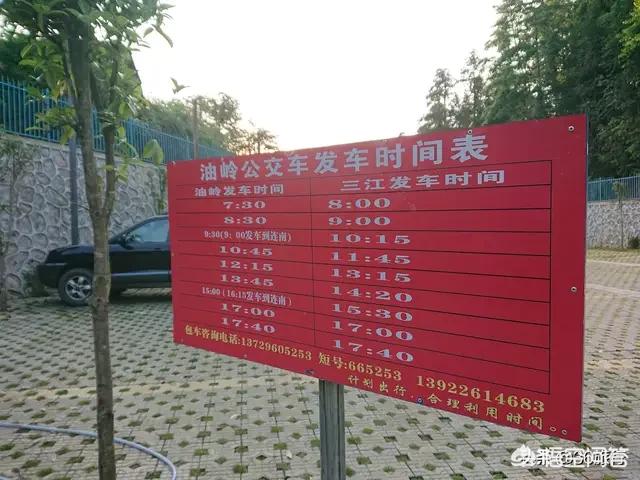 油岭公交车发车时间表
油岭发车时间 三江发车时间
7:30 8:00
8:30 9:00
9:30(9:00发车到连南) 10:15
10:45 11:45
12:15 13:15
13:45 14:20
15:00(16:15发车到连南) 15:30
17:00 17:00
17:40 17:40
包车咨询电话:13729605253 短号:665253 13922614683
计划出行。合理利用时间。。